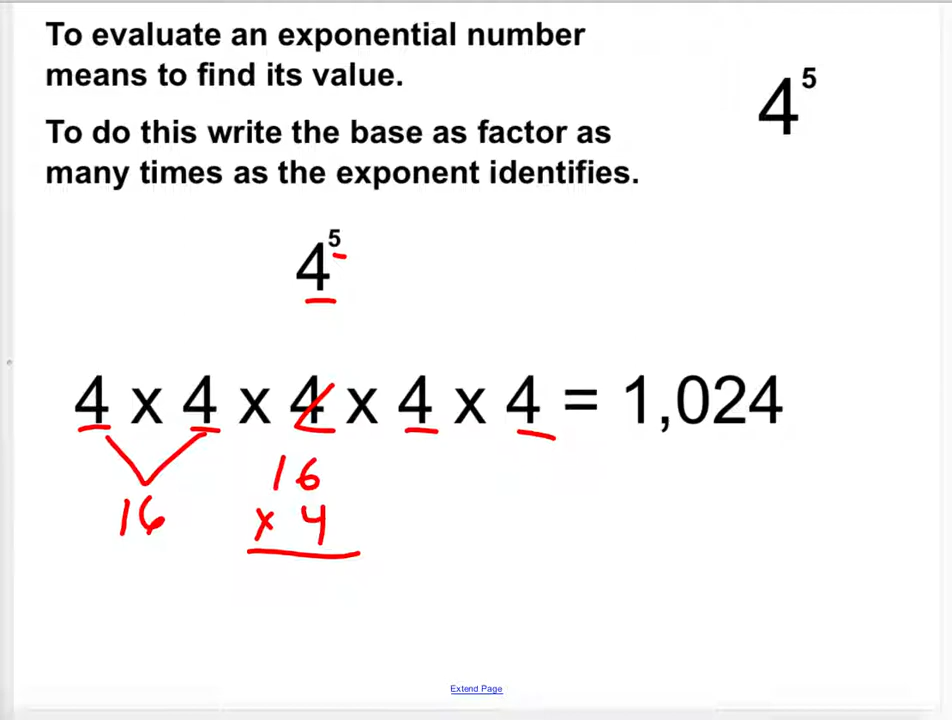 To evaluate an exponential number
means to find its value.
4⁵
To do this write the base as factor as
many times as the exponent identifies.
4⁵
4 x 4 x 4 x 4 x 4 = 1,024
16
16
x 4
Extend Page